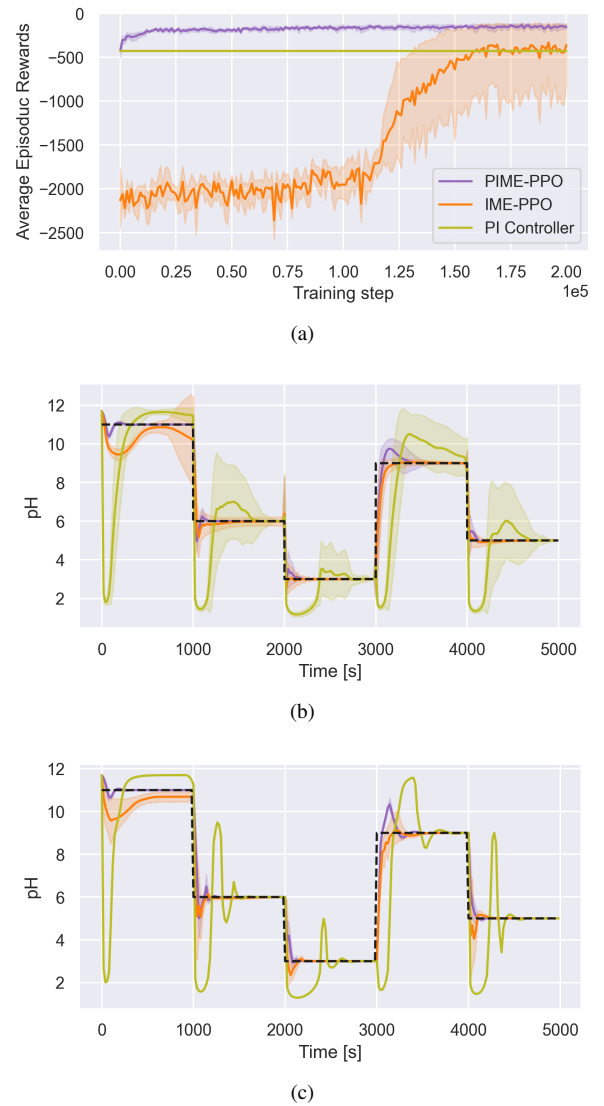 0
−500
−1000
−1500
−2000
−2500
Average Episoduc Rewards
PIME-PPO
IME-PPO
PI Controller
0.00 0.25 0.50 0.75 1.00 1.25 1.50 1.75 2.00
Training step
1e5
(a)
12
10
8
6
4
2
pH
0 1000 2000 3000 4000 5000
Time [s]
(b)
12
10
8
6
4
2
pH
0 1000 2000 3000 4000 5000
Time [s]
(c)